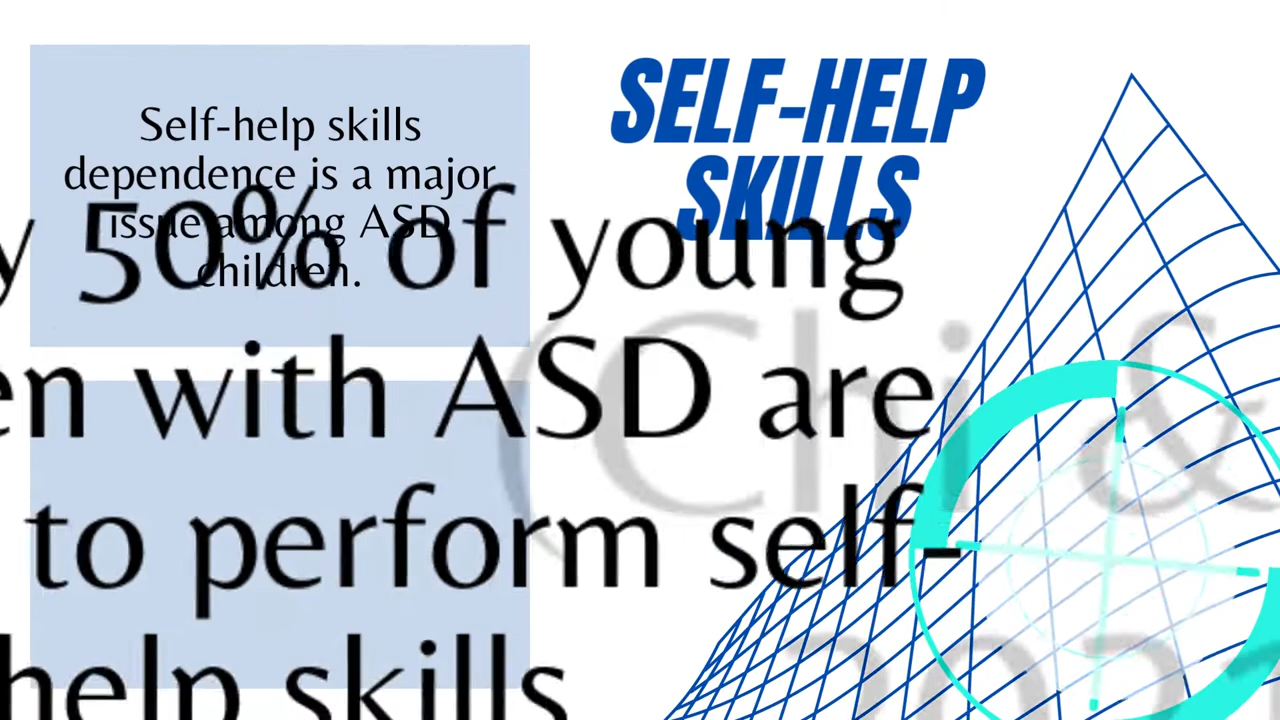 Self-help skills
dependence is a major
issue among ASD
children.
SELF-HELP
SKILLS
50% of young
with ASD are
to perform self-
help skills
(Chi &